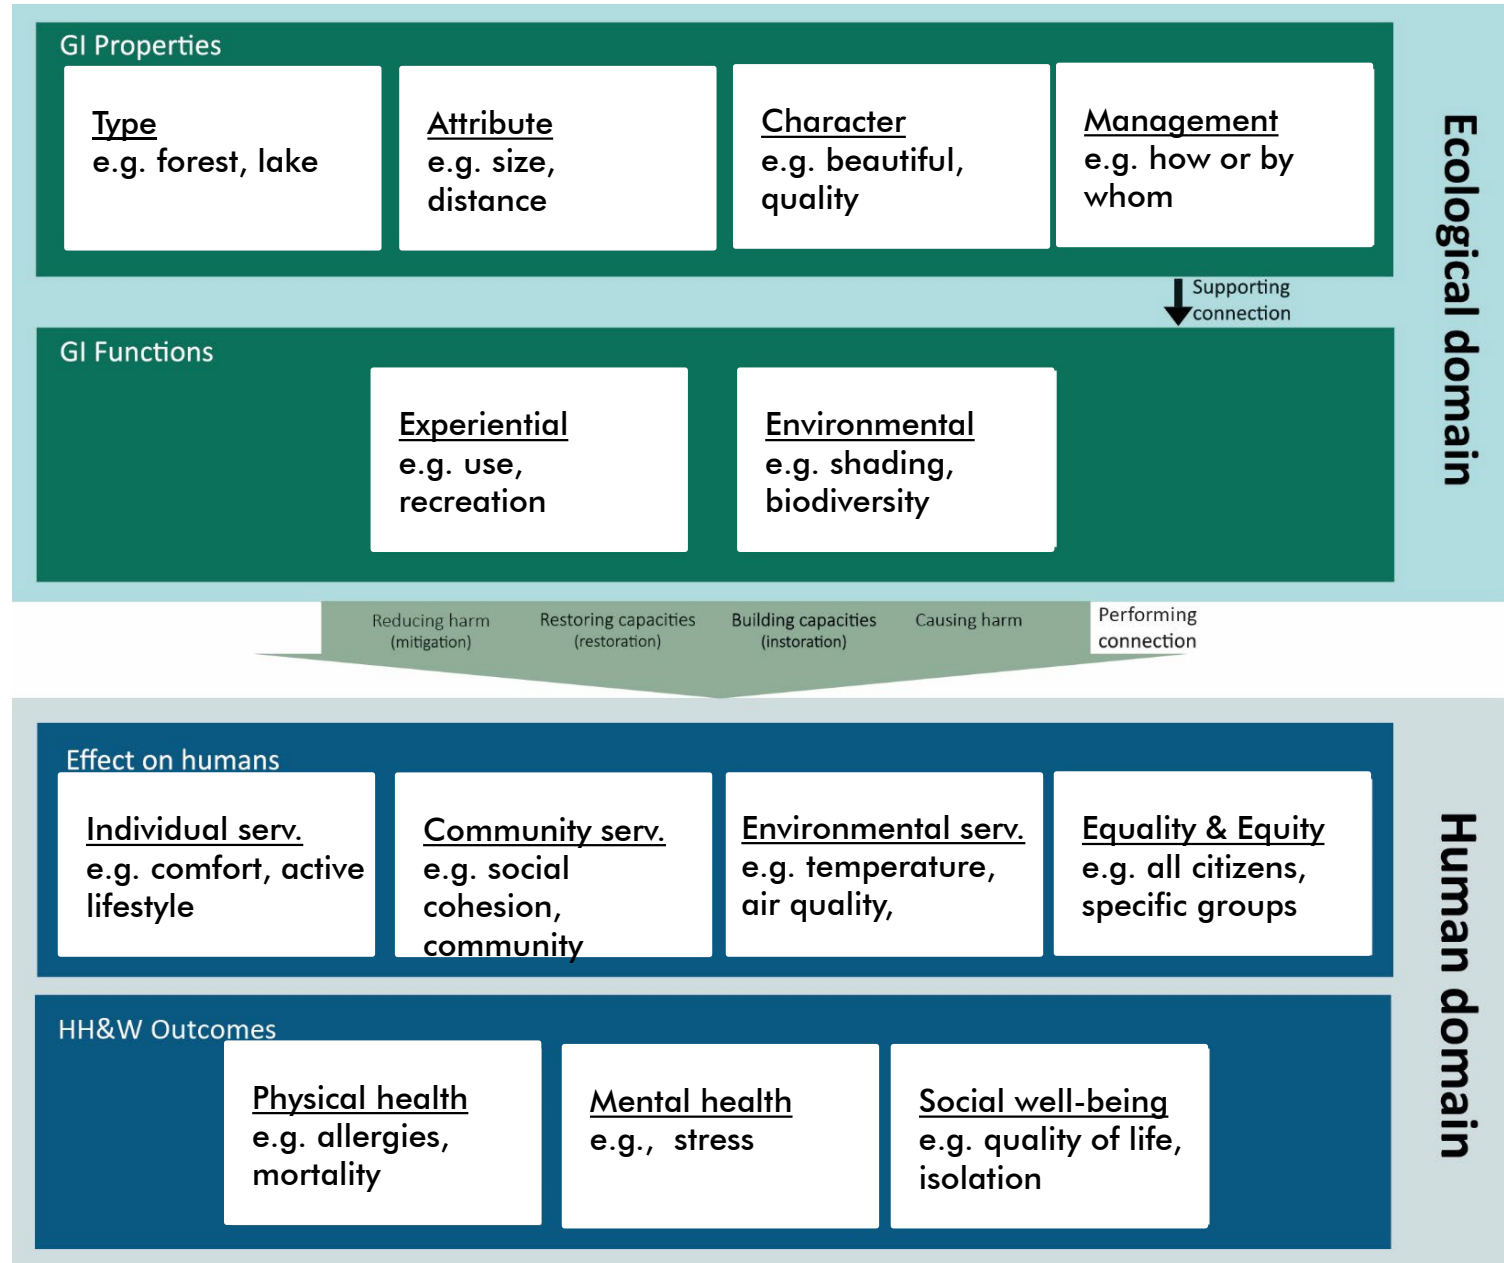 GI Properties
Type
e.g. forest, lake
Attribute
e.g. size,
distance
Character
e.g. beautiful,
quality
Management
e.g. how or by
whom
Supporting
connection
GI Functions
Experiential
e.g. use,
recreation
Environmental
e.g. shading,
biodiversity
Ecological domain
Reducing harm
(mitigation)
Restoring capacities
(restoration)
Building capacities
(instoration)
Causing harm
Performing
connection
Effect on humans
Individual serv.
e.g. comfort, active
lifestyle
Community serv.
e.g. social
cohesion,
community
Environmental serv.
e.g. temperature,
air quality,
Equality & Equity
e.g. all citizens,
specific groups
HH&W Outcomes
Physical health
e.g. allergies,
mortality
Mental health
e.g., stress
Social well-being
e.g. quality of life,
isolation
Human domain